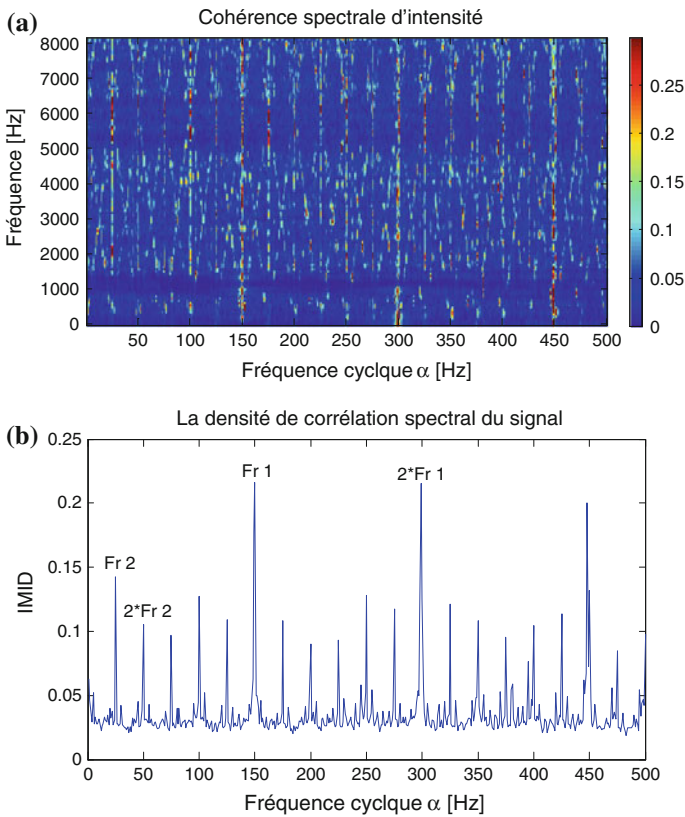 (a)
Cohérence spectrale d'intensité
8000
7000
6000
5000
4000
3000
2000
1000
0
Fréquence [Hz]
50 100 150 200 250 300 350 400 450 500
Fréquence cyclque α [Hz]
0.25
0.2
0.15
0.1
0.05
0
(b)
La densité de corrélation spectral du signal
0.25
0.2
0.15
0.1
0.05
0
IMID
Fr 1
2*Fr 1
Fr 2
2*Fr 2
0 50 100 150 200 250 300 350 400 450 500
Fréquence cyclque α [Hz]